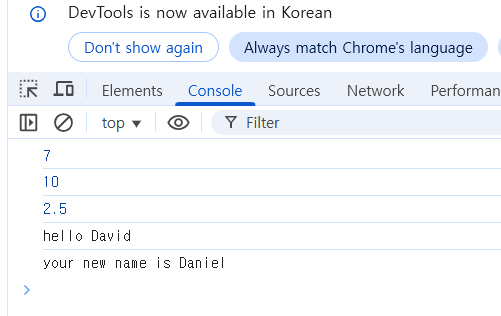 DevTools is now available in Korean
Don't show again
Always match Chrome's language
Elements Console Sources Network Performan
top Filter
7
10
2.5
hello David
your new name is Daniel